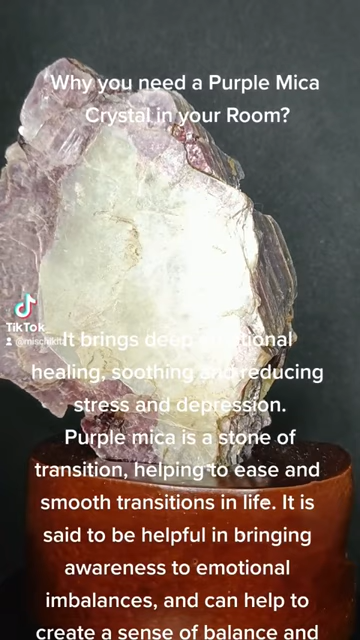 Why you need a Purple Mica
Crystal in your Room?
TikTok
It brings deep emotional
healing, soothing and reducing
stress and depression.
Purple mica is a stone of
transition, helping to ease and
smooth transitions in life. It is
said to be helpful in bringing
awareness to emotional
imbalances, and can help to
create a sense of balance and